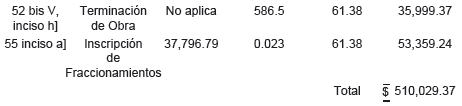 52 bis V, Terminación No aplica 586.5 61.38 35,999.37
inciso h] de Obra
55 inciso a] Inscripción 37,796.79 0.023 61.38 53,359.24
de
Fraccionamientos
Total $ 510,029.37